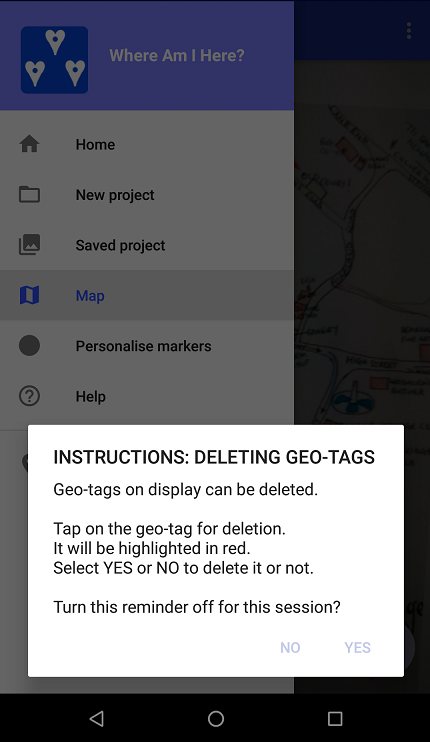 Where Am I Here?
Home
New project
Saved project
Map
Personalise markers
Help
INSTRUCTIONS: DELETING GEO-TAGS
Geo-tags on display can be deleted.
Tap on the geo-tag for deletion.
It will be highlighted in red.
Select YES or NO to delete it or not.
Turn this reminder off for this session?
NO YES